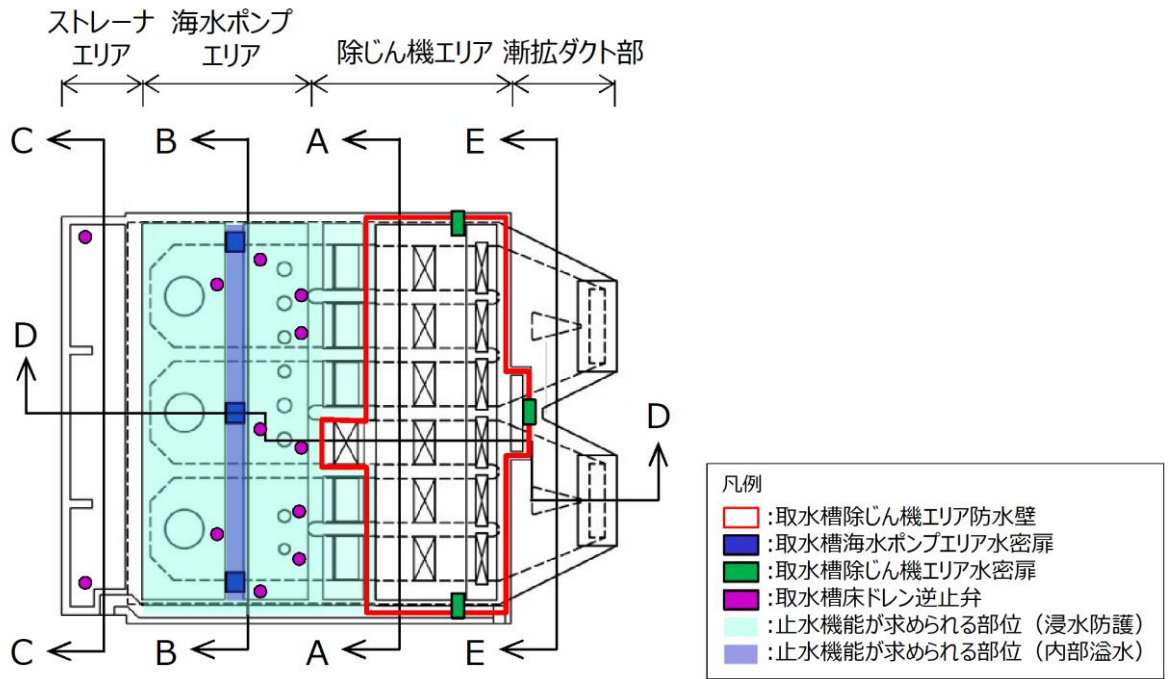 ストレーナ
エリア
海水ポンプ
エリア
除じん機エリア
漸拡ダクト部
C
B
A
E
D
D
C
B
A
E
凡例
:取水槽除じん機エリア防水壁
:取水槽海水ポンプエリア水密扉
:取水槽除じん機エリア水密扉
:取水槽床ドレン逆止弁
:止水機能が求められる部位（浸水防護）
:止水機能が求められる部位（内部溢水）